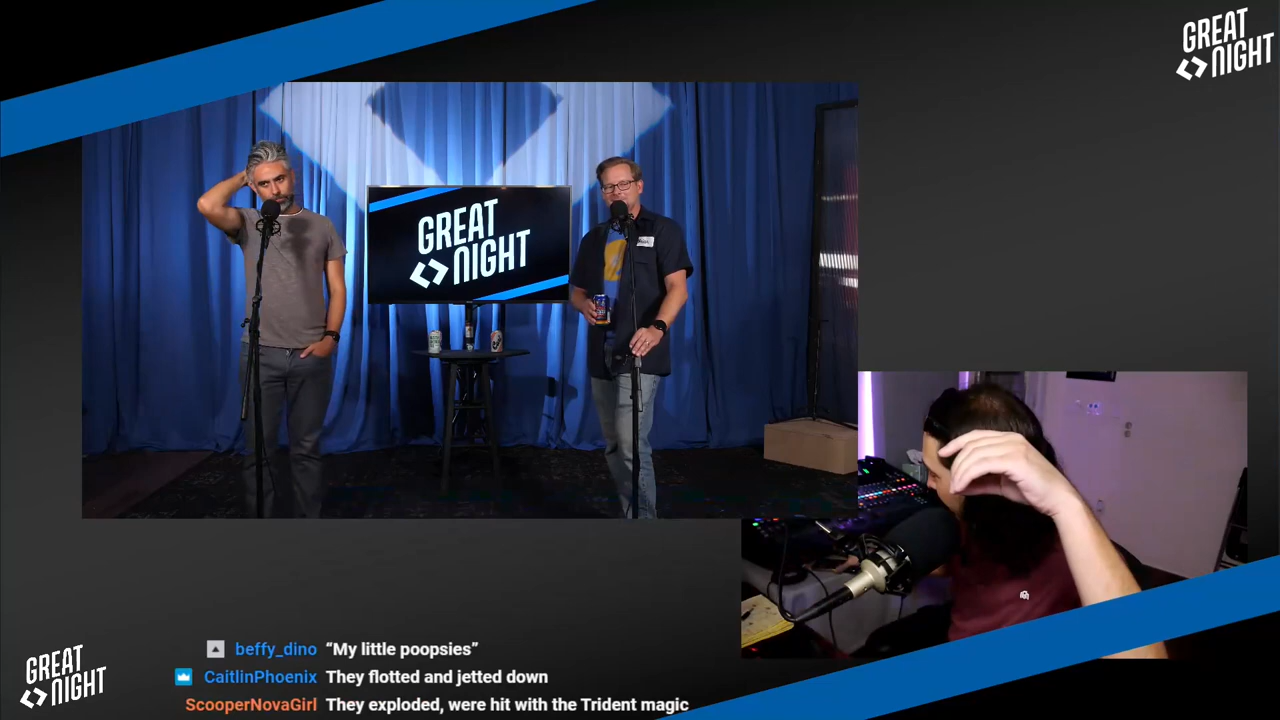 GREAT
NIGHT
GREAT
NIGHT
GREAT
NIGHT
beffy_dino “My little poopsies”
CaitlinPhoenix They flotted and jetted down
ScooperNovaGirl They exploded, were hit with the Trident magic